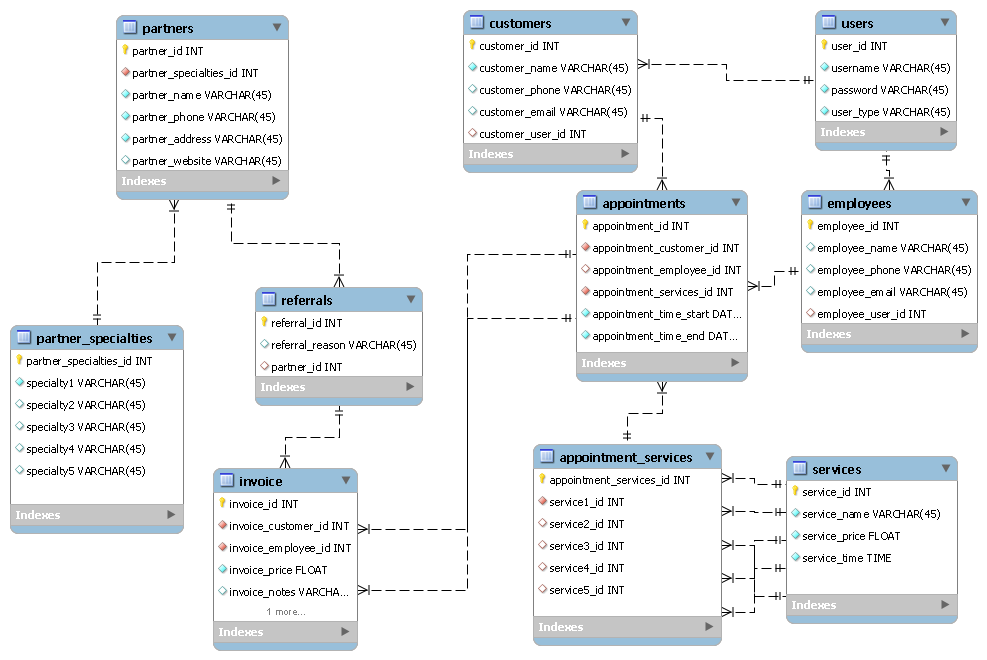 partners
partner_id INT
partner_specialties_id INT
partner_name VARCHAR(45)
partner_phone VARCHAR(45)
partner_address VARCHAR(45)
partner_website VARCHAR(45)
Indexes
customers
customer_id INT
customer_name VARCHAR(45)
customer_phone VARCHAR(45)
customer_email VARCHAR(45)
customer_user_id INT
Indexes
users
user_id INT
username VARCHAR(45)
password VARCHAR(45)
user_type VARCHAR(45)
Indexes
appointments
appointment_id INT
appointment_customer_id INT
appointment_employee_id INT
appointment_services_id INT
appointment_time_start DAT...
appointment_time_end DAT...
Indexes
employees
employee_id INT
employee_name VARCHAR(45)
employee_phone VARCHAR(45)
employee_email VARCHAR(45)
employee_user_id INT
Indexes
partner_specialties
partner_specialties_id INT
specialty1 VARCHAR(45)
specialty2 VARCHAR(45)
specialty3 VARCHAR(45)
specialty4 VARCHAR(45)
specialty5 VARCHAR(45)
Indexes
referrals
referral_id INT
referral_reason VARCHAR(45)
partner_id INT
Indexes
invoice
invoice_id INT
invoice_customer_id INT
invoice_employee_id INT
invoice_price FLOAT
invoice_notes VARCHA...
1 more...
Indexes
appointment_services
appointment_services_id INT
service1_id INT
service2_id INT
service3_id INT
service4_id INT
service5_id INT
Indexes
services
service_id INT
service_name VARCHAR(45)
service_price FLOAT
service_time TIME
Indexes